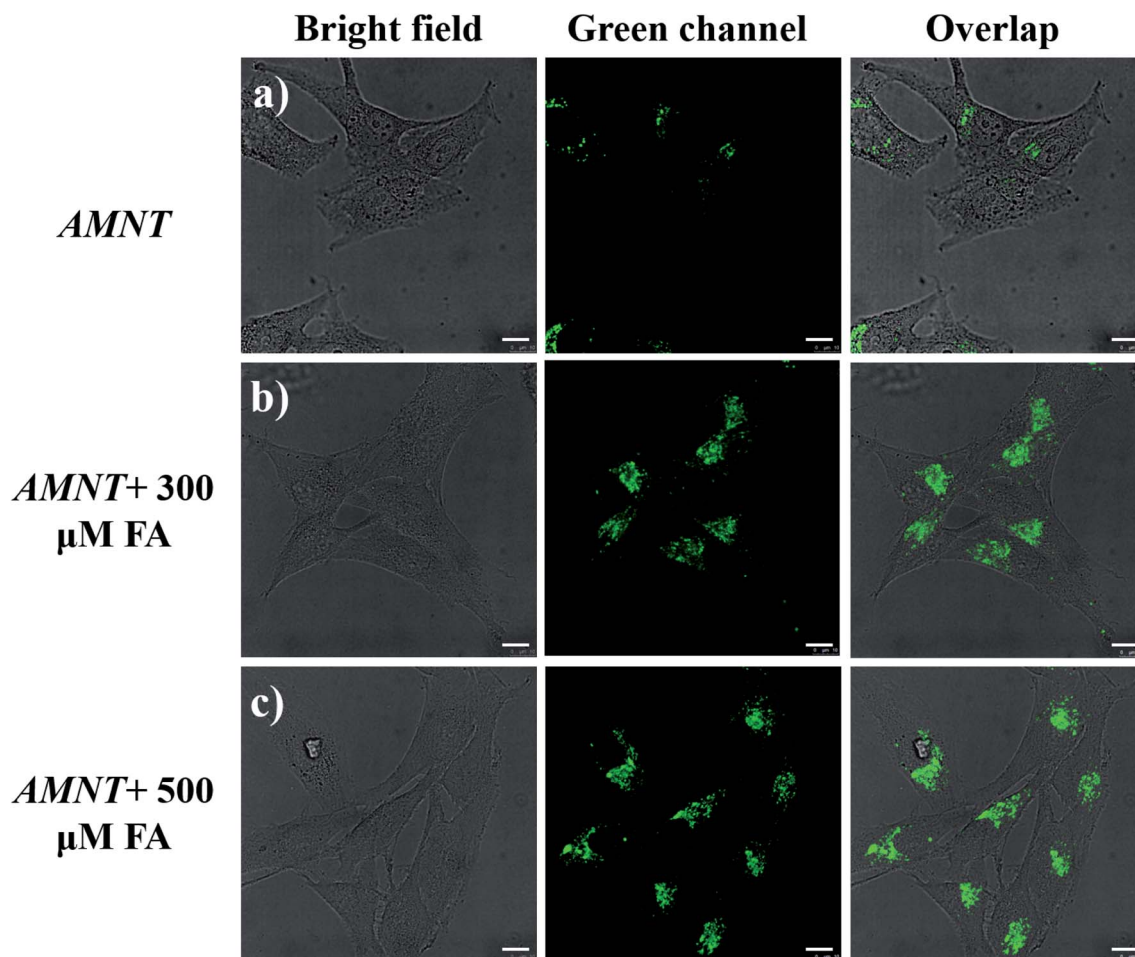 Bright field Green channel Overlap
a)
AMNT
b)
AMNT+ 300
μM FA
c)
AMNT+ 500
μM FA